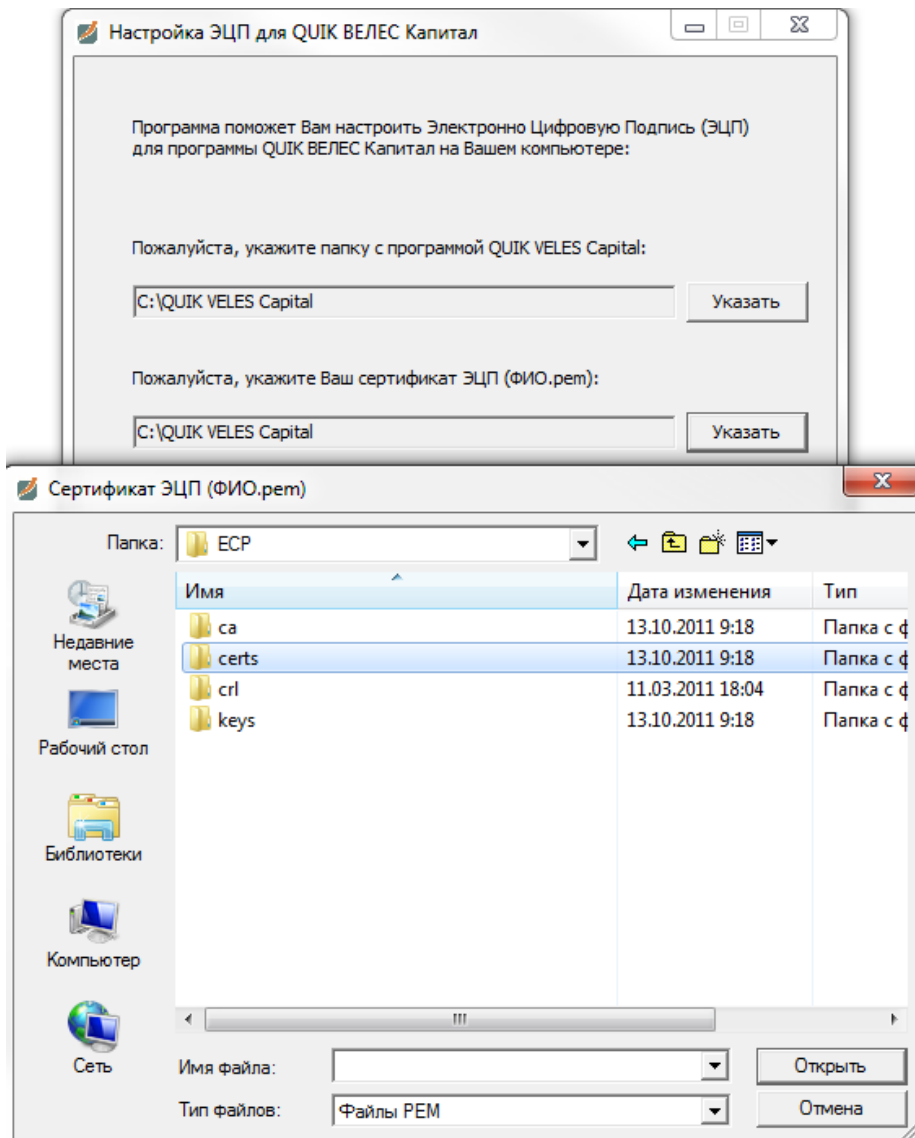 Настройка ЭЦП для QUIK ВЕЛЕС Капитал
Программа поможет Вам настроить Электронно Цифровую Подпись (ЭЦП)
для программы QUIK ВЕЛЕС Капитал на Вашем компьютере:
Пожалуйста, укажите папку с программой QUIK VELES Capital:
C:\QUIK VELES Capital
Указать
Пожалуйста, укажите Ваш сертификат ЭЦП (ФИО.pem):
C:\QUIK VELES Capital
Указать
Сертификат ЭЦП (ФИО.pem)
Папка:
ECP
Недавние
места
Рабочий стол
Библиотеки
Компьютер
Сеть
Имя Дата изменения Тип
ca 13.10.2011 9:18 Папка с ф
certs 13.10.2011 9:18 Папка с ф
crl 11.03.2011 18:04 Папка с ф
keys 13.10.2011 9:18 Папка с ф
Имя файла:
Открыть
Тип файлов:
Файлы PEM
Отмена